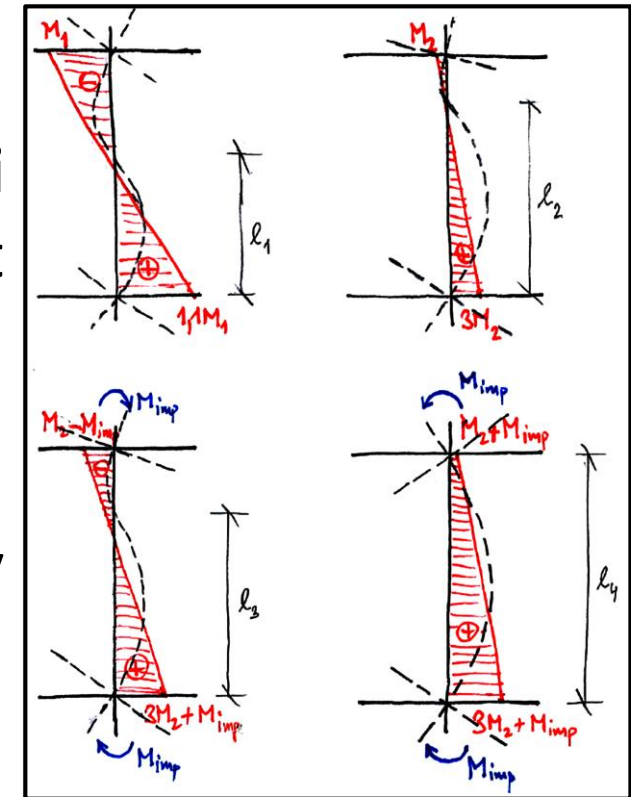 M₁
⊖
l₁
⊕
1,1M₁
M₂
l₂
⊕
3M₂
Mimp
M₂-Mimp
⊖
l₃
⊕
3M₂+Mimp
Mimp
Mimp
M₂+Mimp
l₄
⊕
3M₂+Mimp
Mimp